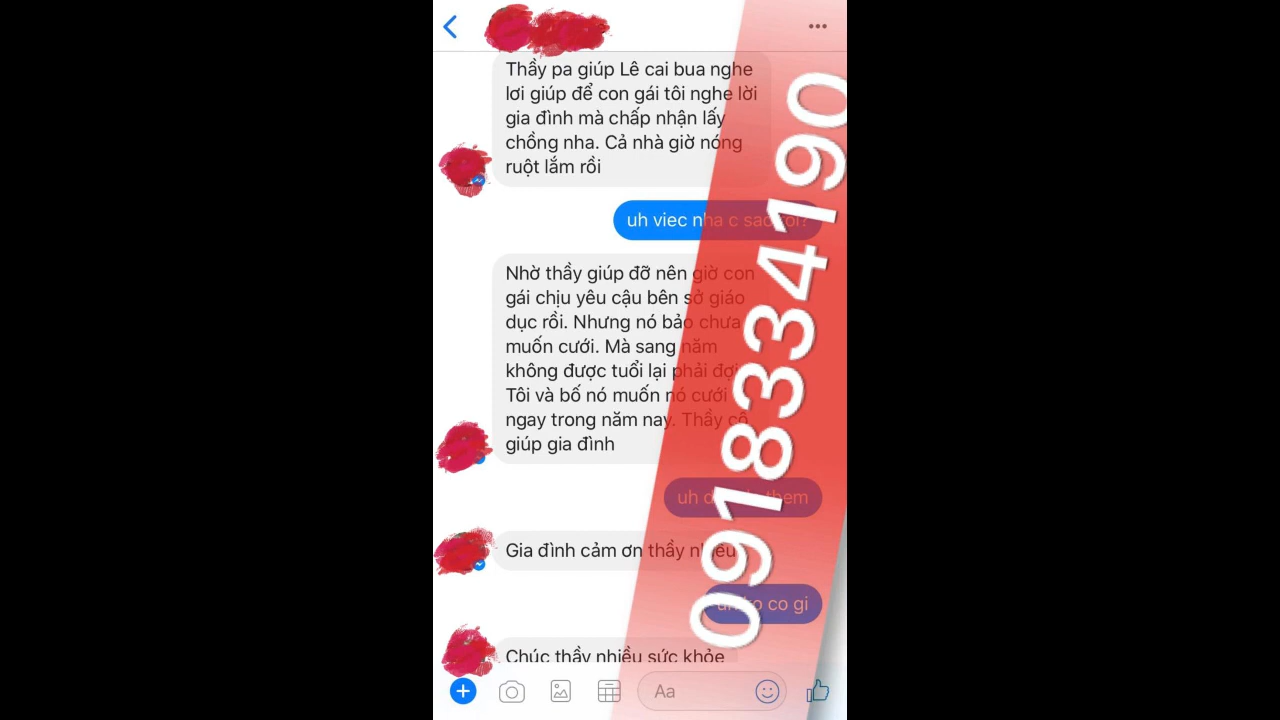 Thầy pa giúp Lê cai bua nghe
lơi giúp để con gái tôi nghe lời
gia đình mà chấp nhận lấy
chồng nha. Cả nhà giờ nóng
ruột lắm rồi
uh viec nha c sao roi?
Nhờ thầy giúp đỡ nên giờ con
gái chịu yêu cậu bên sở giáo
dục rồi. Nhưng nó bảo chưa
muốn cưới. Mà sang năm
không được tuổi lại phải đợi
Tôi và bố nó muốn nó cưới
ngay trong năm nay. Thầy cô
giúp gia đình
uh them
Gia đình cảm ơn thầy nhiều
uh ko co gi
Chúc thầy nhiều sức khỏe
Aa
0918334190